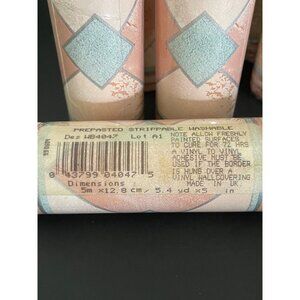 PREPASTED STRIPPABLE WASHABLE
Des WB4047 Lot A1
NOTE ALLOW FRESHLY
PAINTED SURFACES
TO CURE FOR 72 HRS
A VINYL TO VINYL
ADHESIVE MUST BE
USED IF THE BORDER
IS HUNG OVER A
VINYL WALLCOVERING
MADE IN UK
0 43799 04047 5
Dimensions
5m x12.8 cm / 5.4 yd x5 in